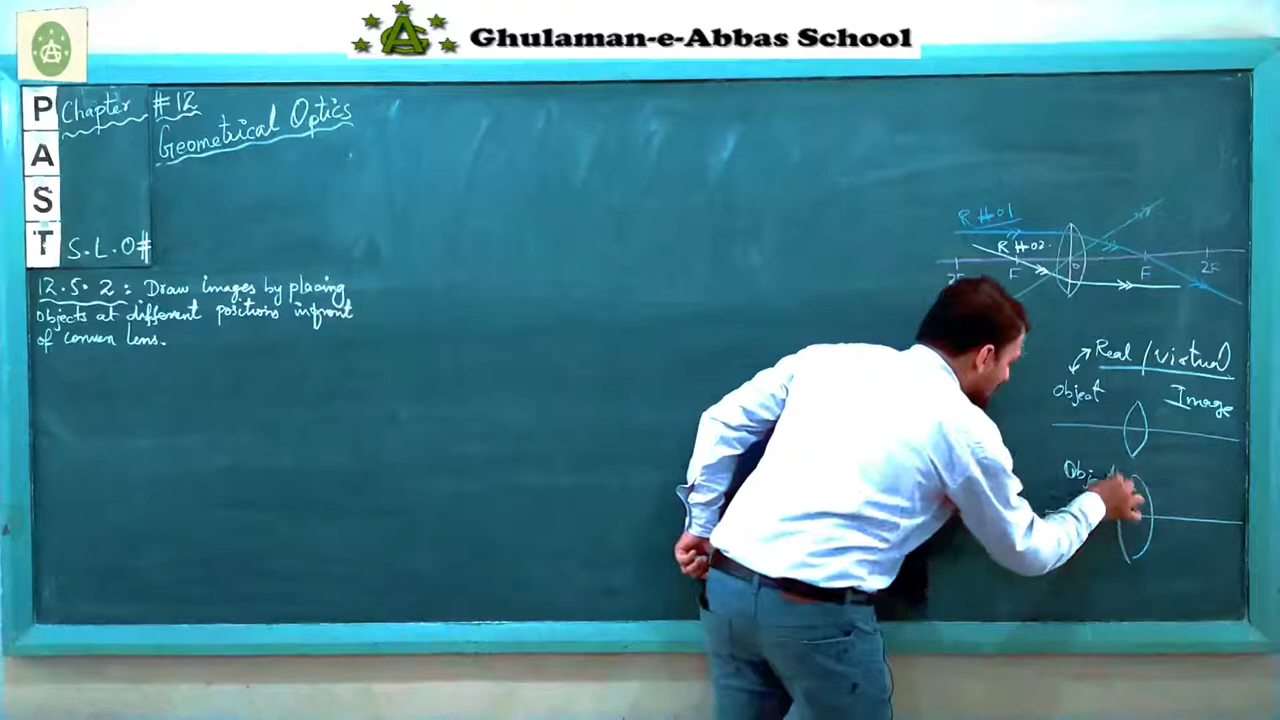 Ghulaman-e-Abbas School
P
A
S
T
Chapter #12
Geometrical Optics
S.L.O#
12.5.2: Draw images by placing
objects at different positions infront
of convex lens.
R #01
R #02.
2F F F 2F
Real / Virtual
Object Image
Obj